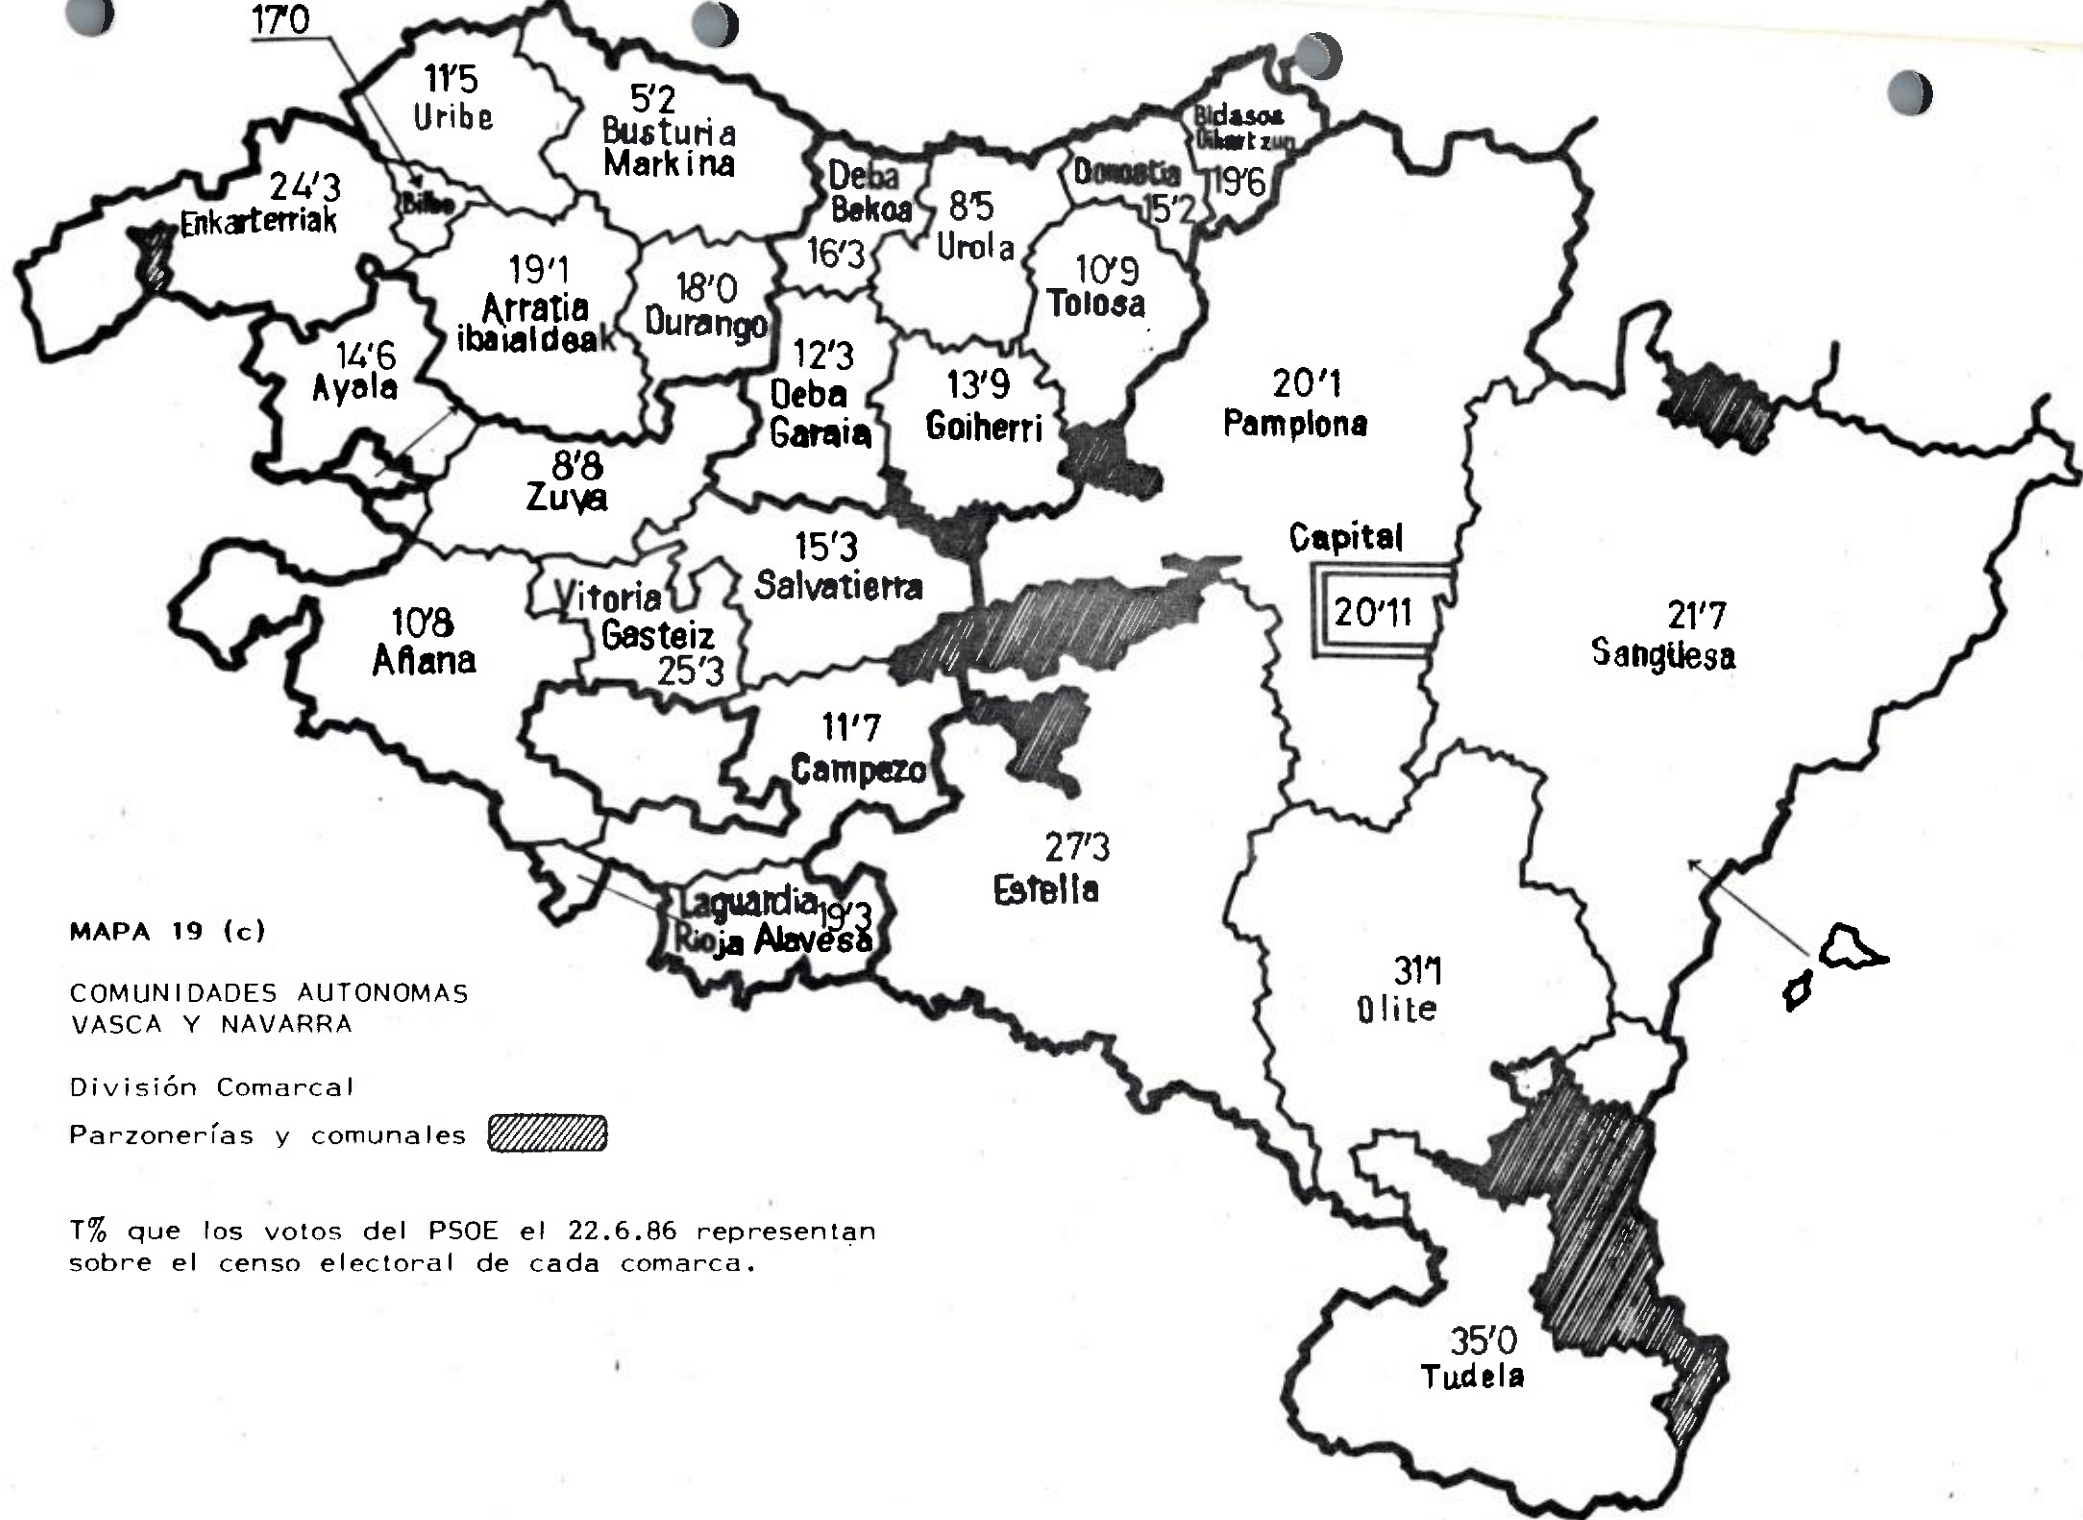 17'0
11'5
Uribe
5'2
Busturia
Markina
24'3
Enkarterriak
Bilbo
Deba
Bekoa
16'3
8'5
Urola
Donostia
15'2
Bidasoa
Oihartzun
19'6
19'1
Arratia
ibaialdeak
18'0
Durango
10'9
Tolosa
14'6
Ayala
12'3
Deba
Garaia
13'9
Goiherri
20'1
Pamplona
8'8
Zuya
15'3
Salvatierra
Capital
20'11
10'8
Añana
Vitoria
Gasteiz
25'3
21'7
Sangüesa
11'7
Campezo
27'3
Estella
Laguardia
19'3
Rioja Alavesa
31'1
Olite
35'0
Tudela
MAPA 19 (c)
COMUNIDADES AUTONOMAS
VASCA Y NAVARRA
División Comarcal
Parzonerías y comunales
T% que los votos del PSOE el 22.6.86 representan
sobre el censo electoral de cada comarca.